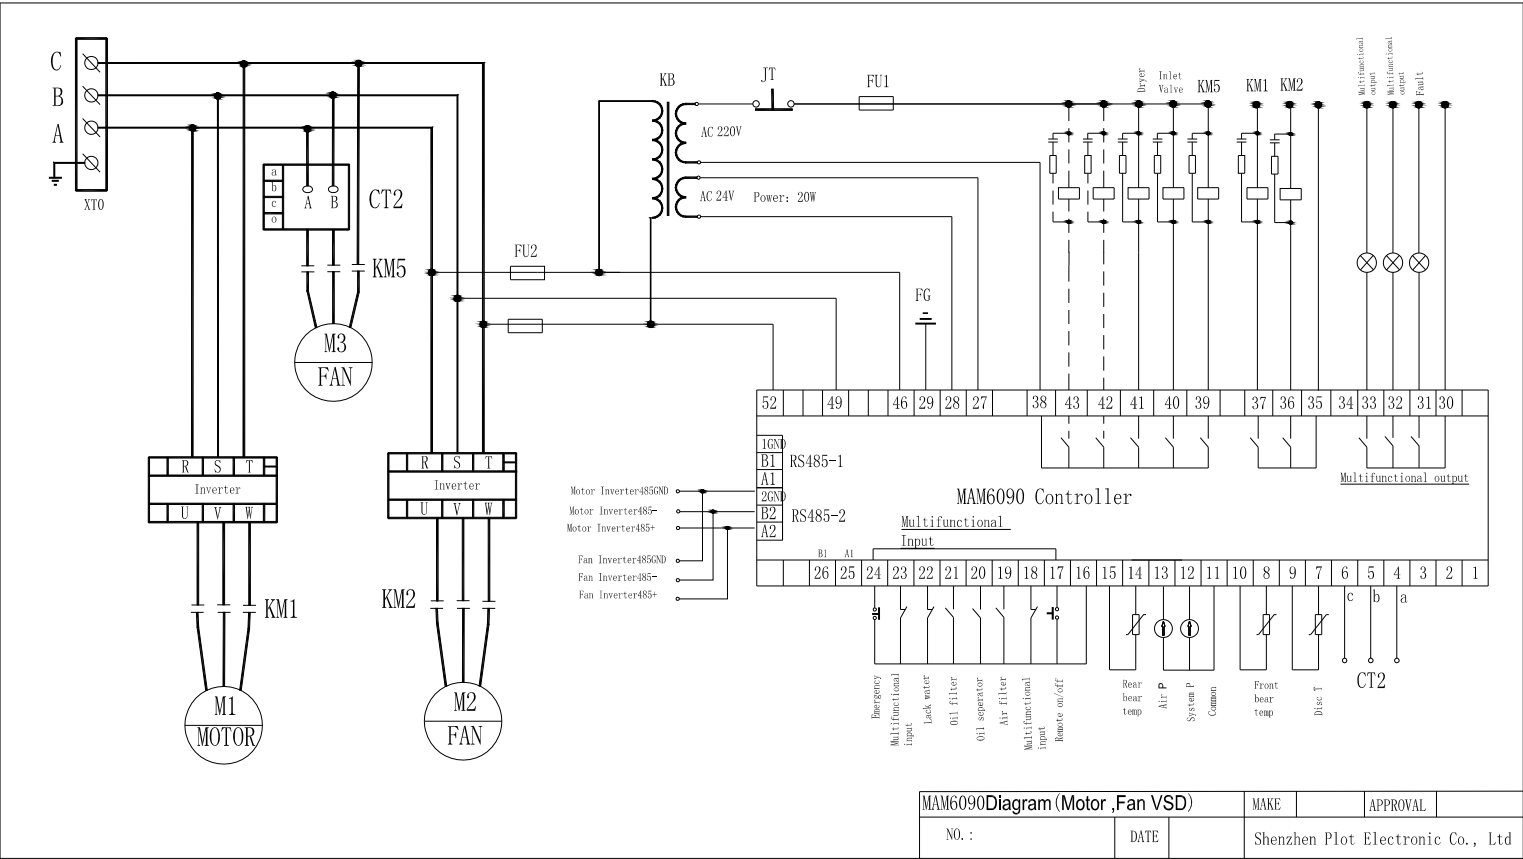 C
B
A
XT0
a
b
c
o
A B
CT2
KM5
M3
FAN
R S T
Inverter
U V W
KM1
M1
MOTOR
R S T
Inverter
U V W
KM2
M2
FAN
FU2
KB
AC 220V
AC 24V Power: 20W
JT
FU1
FG
Dryer
Inlet
Valve
KM5
KM1
KM2
Multifunctional
output
Multifunctional
output
Fault
52 49 46 29 28 27 38 43 42 41 40 39 37 36 35 34 33 32 31 30
1GND
B1
A1
RS485-1
2GND
B2
A2
RS485-2
Motor Inverter485GND
Motor Inverter485-
Motor Inverter485+
Fan Inverter485GND
Fan Inverter485-
Fan Inverter485+
MAM6090 Controller
Multifunctional
Input
Multifunctional output
B1 A1
26 25 24 23 22 21 20 19 18 17 16 15 14 13 12 11 10 8 9 7 6 5 4 3 2 1
c b a
Emergency
Multifunctional
input
Lack water
Oil filter
Oil seperator
Air filter
Multifunctional
input
Remote on/off
Rear
bear
temp
Air P
System P
Common
Front
bear
temp
Disc T
CT2
MAM6090Diagram(Motor ,Fan VSD)
MAKE
APPROVAL
NO.:
DATE
Shenzhen Plot Electronic Co., Ltd